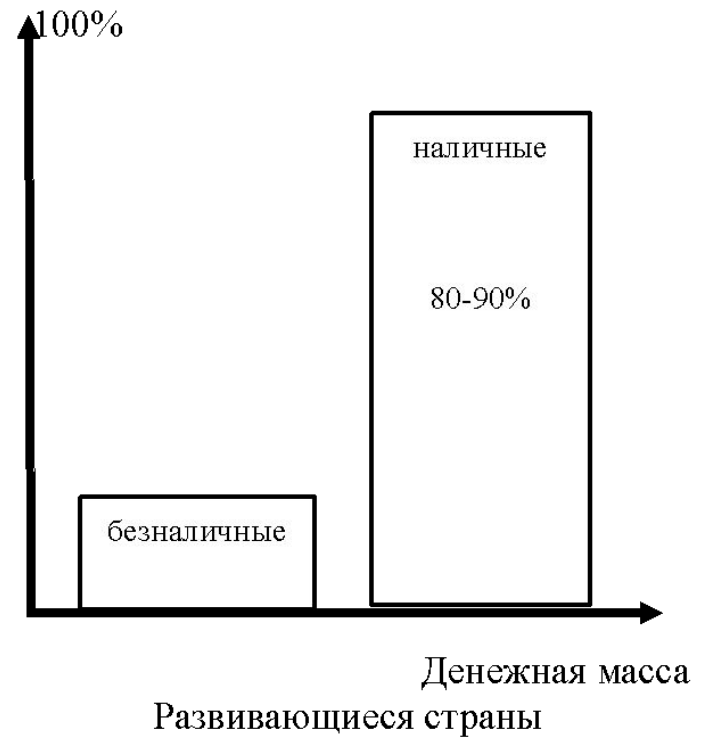 100%
наличные
80-90%
безналичные
Денежная масса
Развивающиеся страны